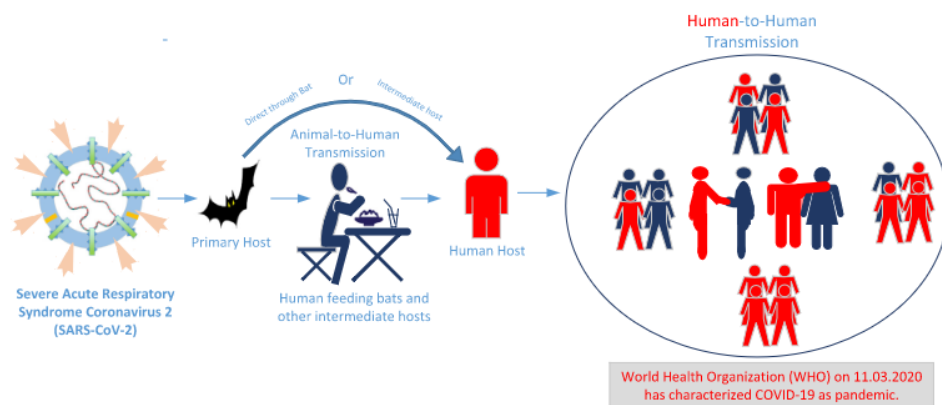 Human-to-Human
Transmission
Or
Direct through Bat
Intermediate host
Animal-to-Human
Transmission
Primary Host
Human Host
Severe Acute Respiratory
Syndrome Coronavirus 2
(SARS-CoV-2)
Human feeding bats and
other intermediate hosts
World Health Organization (WHO) on 11.03.2020
has characterized COVID-19 as pandemic.